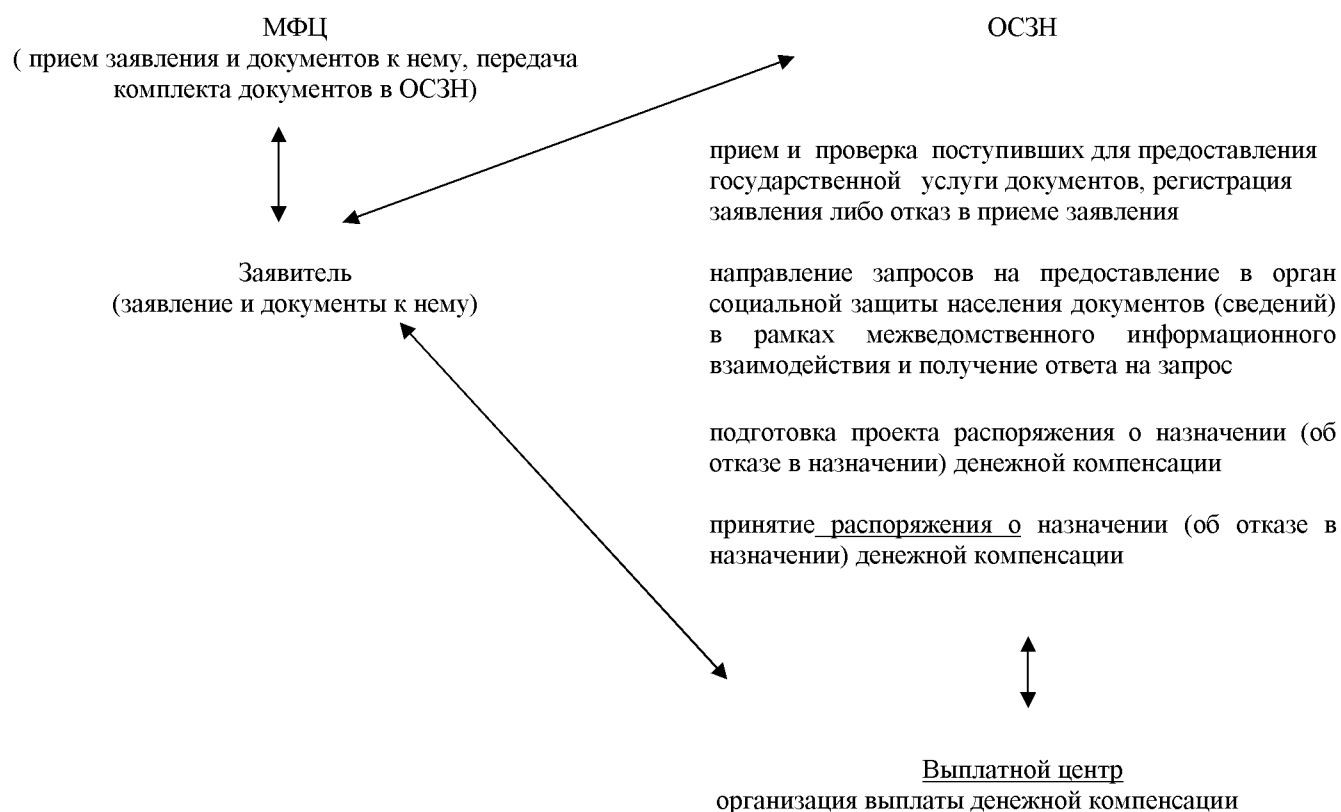 МФЦ
( прием заявления и документов к нему, передача
комплекта документов в ОСЗН)
Заявитель
(заявление и документы к нему)
ОСЗН
прием и проверка поступивших для предоставления
государственной услуги документов, регистрация
заявления либо отказ в приеме заявления
направление запросов на предоставление в орган
социальной защиты населения документов (сведений)
в рамках межведомственного информационного
взаимодействия и получение ответа на запрос
подготовка проекта распоряжения о назначении (об
отказе в назначении) денежной компенсации
принятие распоряжения о назначении (об отказе в
назначении) денежной компенсации
Выплатной центр
организация выплаты денежной компенсации